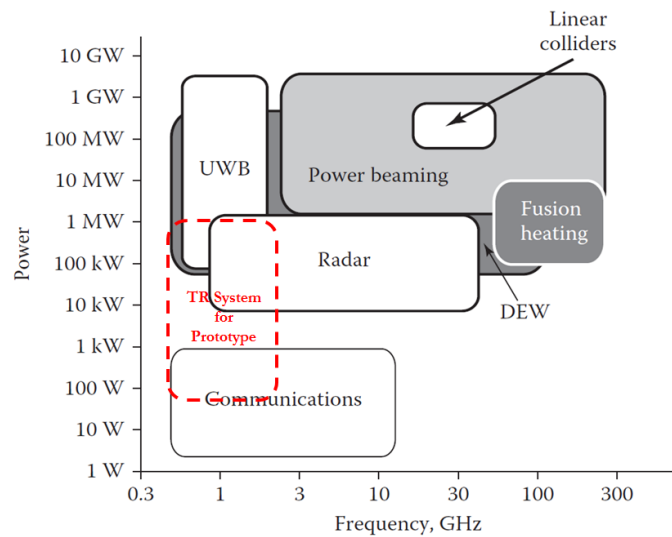 Linear
colliders
10 GW
1 GW
100 MW
10 MW
1 MW
100 kW
10 kW
1 kW
100 W
10 W
1 W
Power
UWB
Power beaming
Fusion
heating
Radar
DEW
TR System
for
Prototype
Communications
0.3
1
3
10
30
100
300
Frequency, GHz